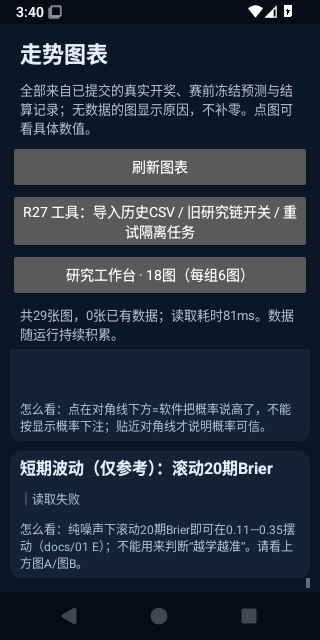 3:40
走势图表
全部来自已提交的真实开奖、赛前冻结预测与结
算记录；无数据的图显示原因，不补零。点图可
看具体数值。
刷新图表
R27 工具：导入历史CSV / 旧研究链开关 / 重
试隔离任务
研究工作台 · 18图（每组6图）
共29张图，0张已有数据；读取耗时81ms。数据
随运行持续积累。
怎么看：点在对角线下方=软件把概率说高了，不能
按显示概率下注；贴近对角线才说明概率可信。
短期波动（仅参考）：滚动20期Brier
读取失败
怎么看：纯噪声下滚动20期Brier即可在0.11—0.35摆
动（docs/01 E）；不能用来判断“越学越准”。请看上
方图A/图B。